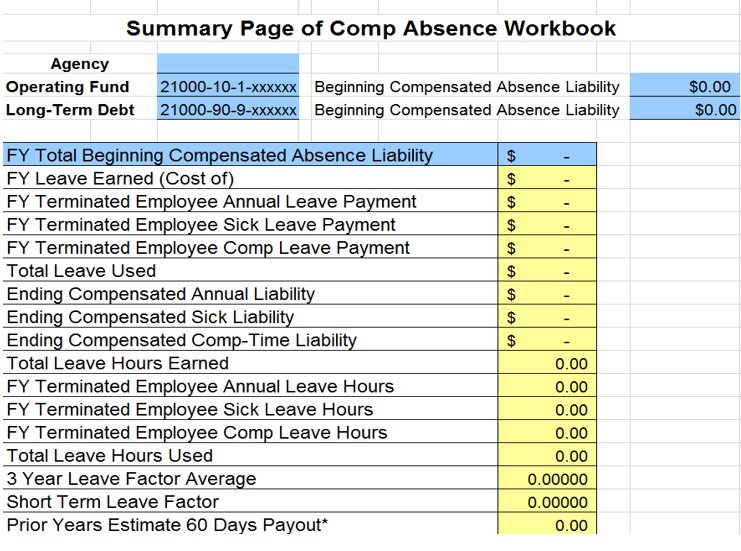 Summary Page of Comp Absence Workbook
Agency
Operating Fund 21000-10-1-xxxxxx Beginning Compensated Absence Liability $0.00
Long-Term Debt 21000-90-9-xxxxxx Beginning Compensated Absence Liability $0.00
FY Total Beginning Compensated Absence Liability $ -
FY Leave Earned (Cost of) $ -
FY Terminated Employee Annual Leave Payment $ -
FY Terminated Employee Sick Leave Payment $ -
FY Terminated Employee Comp Leave Payment $ -
Total Leave Used $ -
Ending Compensated Annual Liability $ -
Ending Compensated Sick Liability $ -
Ending Compensated Comp-Time Liability $ -
Total Leave Hours Earned 0.00
FY Terminated Employee Annual Leave Hours 0.00
FY Terminated Employee Sick Leave Hours 0.00
FY Terminated Employee Comp Leave Hours 0.00
Total Leave Hours Used 0.00
3 Year Leave Factor Average 0.00000
Short Term Leave Factor 0.00000
Prior Years Estimate 60 Days Payout* 0.00